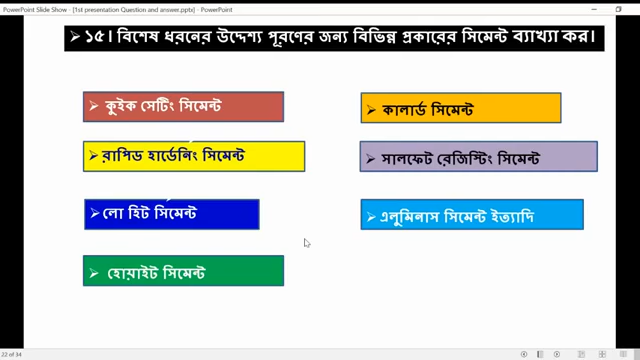 PowerPoint Slide Show - [1st presentation Question and answer.pptx] - PowerPoint
➢ ১৫। বিশেষ ধরনের উদ্দেশ্য পূরণের জন্য বিভিন্ন প্রকারের সিমেন্ট ব্যাখ্যা কর।
➢ কুইক সেটিং সিমেন্ট
➢ কালার্ড সিমেন্ট
➢ রাপিড হার্ডেনিং সিমেন্ট
➢ সালফেট রেজিস্টিং সিমেন্ট
➢ লো হিট সিমেন্ট
➢ এলুমিনাস সিমেন্ট ইত্যাদি
➢ হোয়াইট সিমেন্ট
22 of 34